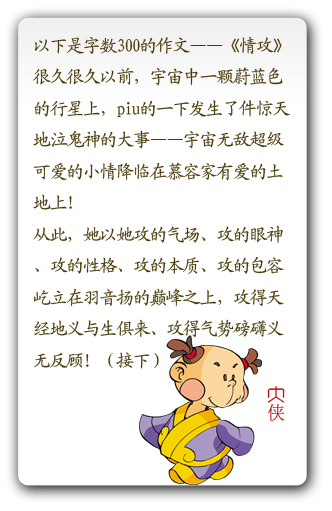 以下是字数300的作文——《情攻》
很久很久以前，宇宙中一颗蔚蓝色
的行星上，piu的一下发生了件惊天
地泣鬼神的大事——宇宙无敌超级
可爱的小情降临在慕容家有爱的土
地上！
从此，她以她攻的气场、攻的眼神
、攻的性格、攻的本质、攻的包容
屹立在羽音扬的巅峰之上，攻得天
经地义与生俱来、攻得气势磅礴义
无反顾！（接下）
侠